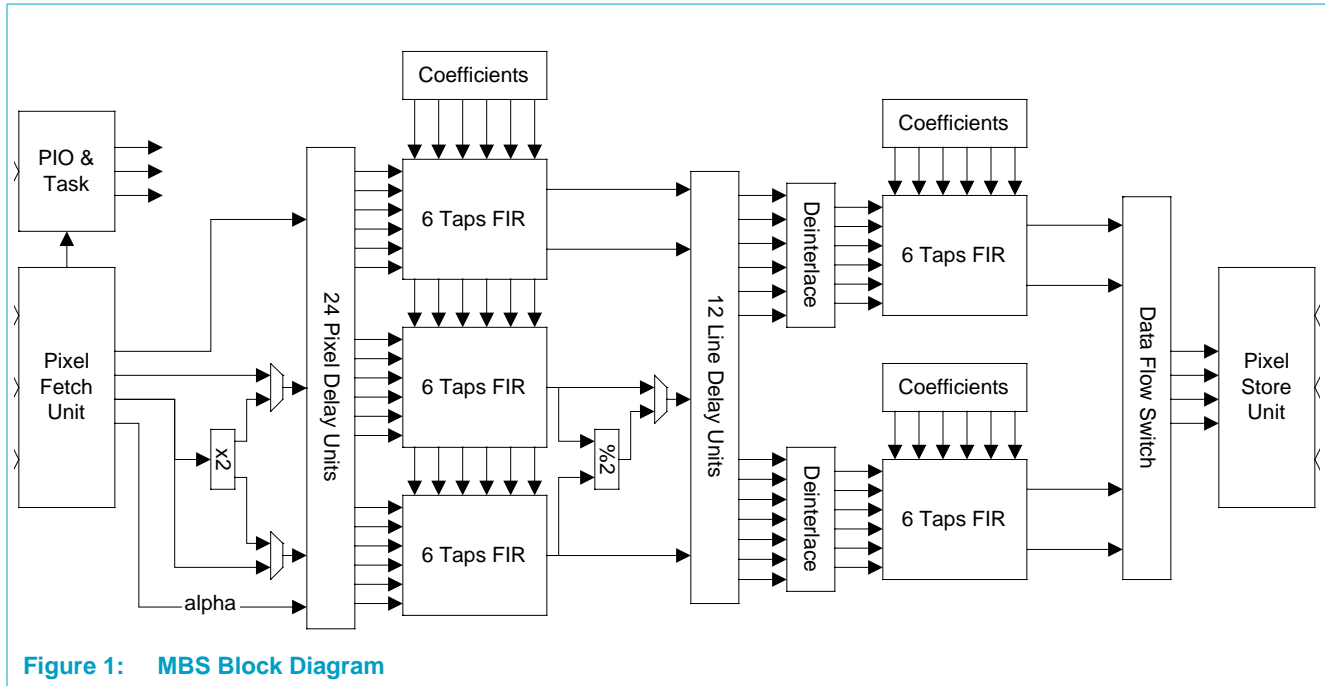 Coefficients
Coefficients
PIO &
Task
6 Taps FIR
Deinterlace
6 Taps FIR
24 Pixel Delay Units
12 Line Delay Units
Data Flow Switch
Pixel
Fetch
Unit
6 Taps FIR
Pixel
Store
Unit
Coefficients
x2
%2
Deinterlace
6 Taps FIR
6 Taps FIR
alpha
Figure 1: MBS Block Diagram